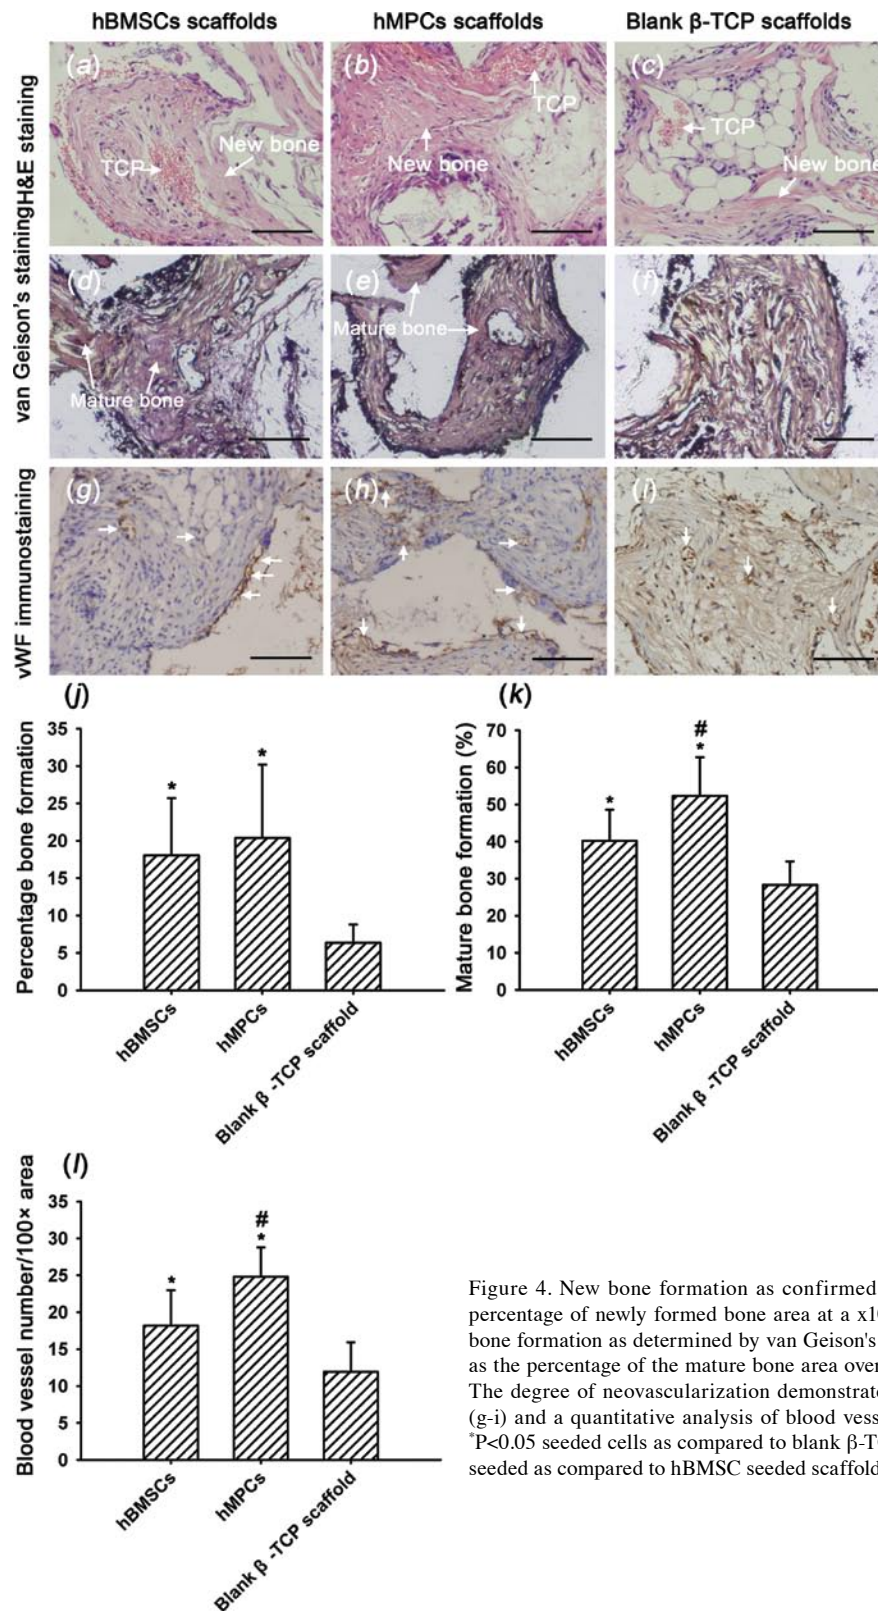 hBMSCs scaffolds
hMPCs scaffolds
Blank β-TCP scaffolds
H&E staining
(a)
TCP
New bone
(b)
TCP
New bone
(c)
TCP
New bone
van Geison's staining
(d)
Mature bone
(e)
Mature bone
(f)
vWF immunostaining
(g)
(h)
(i)
(j)
Percentage bone formation
35
30
25
20
15
10
5
0
*
*
hBMSCs
hMPCs
Blank β -TCP scaffold
(k)
Mature bone formation (%)
70
60
50
40
30
20
10
0
*
#
*
hBMSCs
hMPCs
Blank β -TCP scaffold
(l)
Blood vessel number/100× area
35
30
25
20
15
10
5
0
*
#
*
hBMSCs
hMPCs
Blank β -TCP scaffold
Figure 4. New bone formation as confirmed
percentage of newly formed bone area at a x1
bone formation as determined by van Geison's
as the percentage of the mature bone area over
The degree of neovascularization demonstrate
(g-i) and a quantitative analysis of blood vess
*P<0.05 seeded cells as compared to blank β-T
seeded as compared to hBMSC seeded scaffold